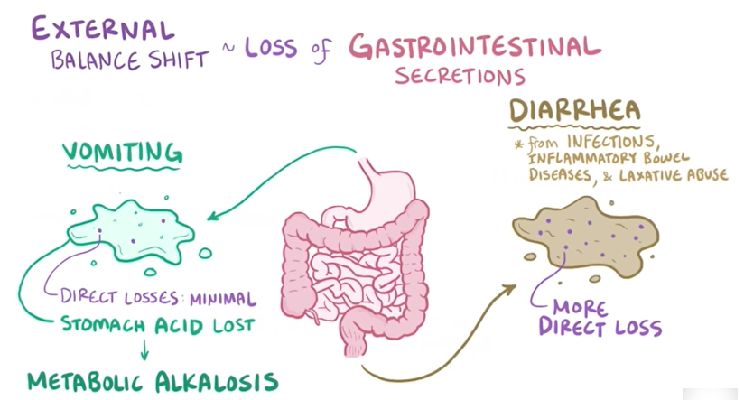 EXTERNAL
BALANCE SHIFT ~ LOSS of GASTROINTESTINAL
SECRETIONS
VOMITING
DIRECT LOSSES: MINIMAL
STOMACH ACID LOST
METABOLIC ALKALOSIS
DIARRHEA
* from INFECTIONS,
INFLAMMATORY BOWEL
DISEASES, & LAXATIVE ABUSE
MORE
DIRECT LOSS